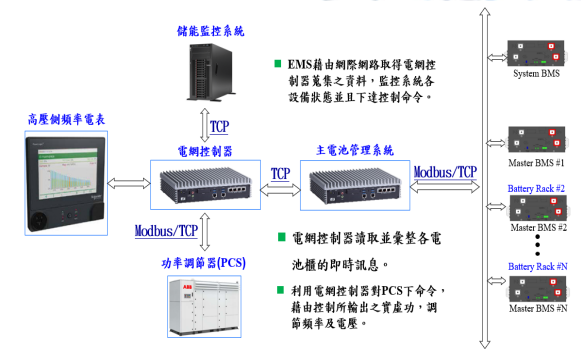 儲能監控系統
■ EMS藉由網際網路取得電網控
制器蒐集之資料，監控系統各
設備狀態並且下達控制命令。
System BMS
高壓側頻率電表
TCP
電網控制器
TCP
主電池管理系統
Modbus/TCP
Master BMS #1
Battery Rack #2
Master BMS #2
Modbus/TCP
■ 電網控制器讀取並彙整各電
池櫃的即時訊息。
Battery Rack #N
Master BMS #N
功率調節器(PCS)
ABB
■ 利用電網控制器對PCS下命令，
藉由控制所輸出之實虛功，調
節頻率及電壓。